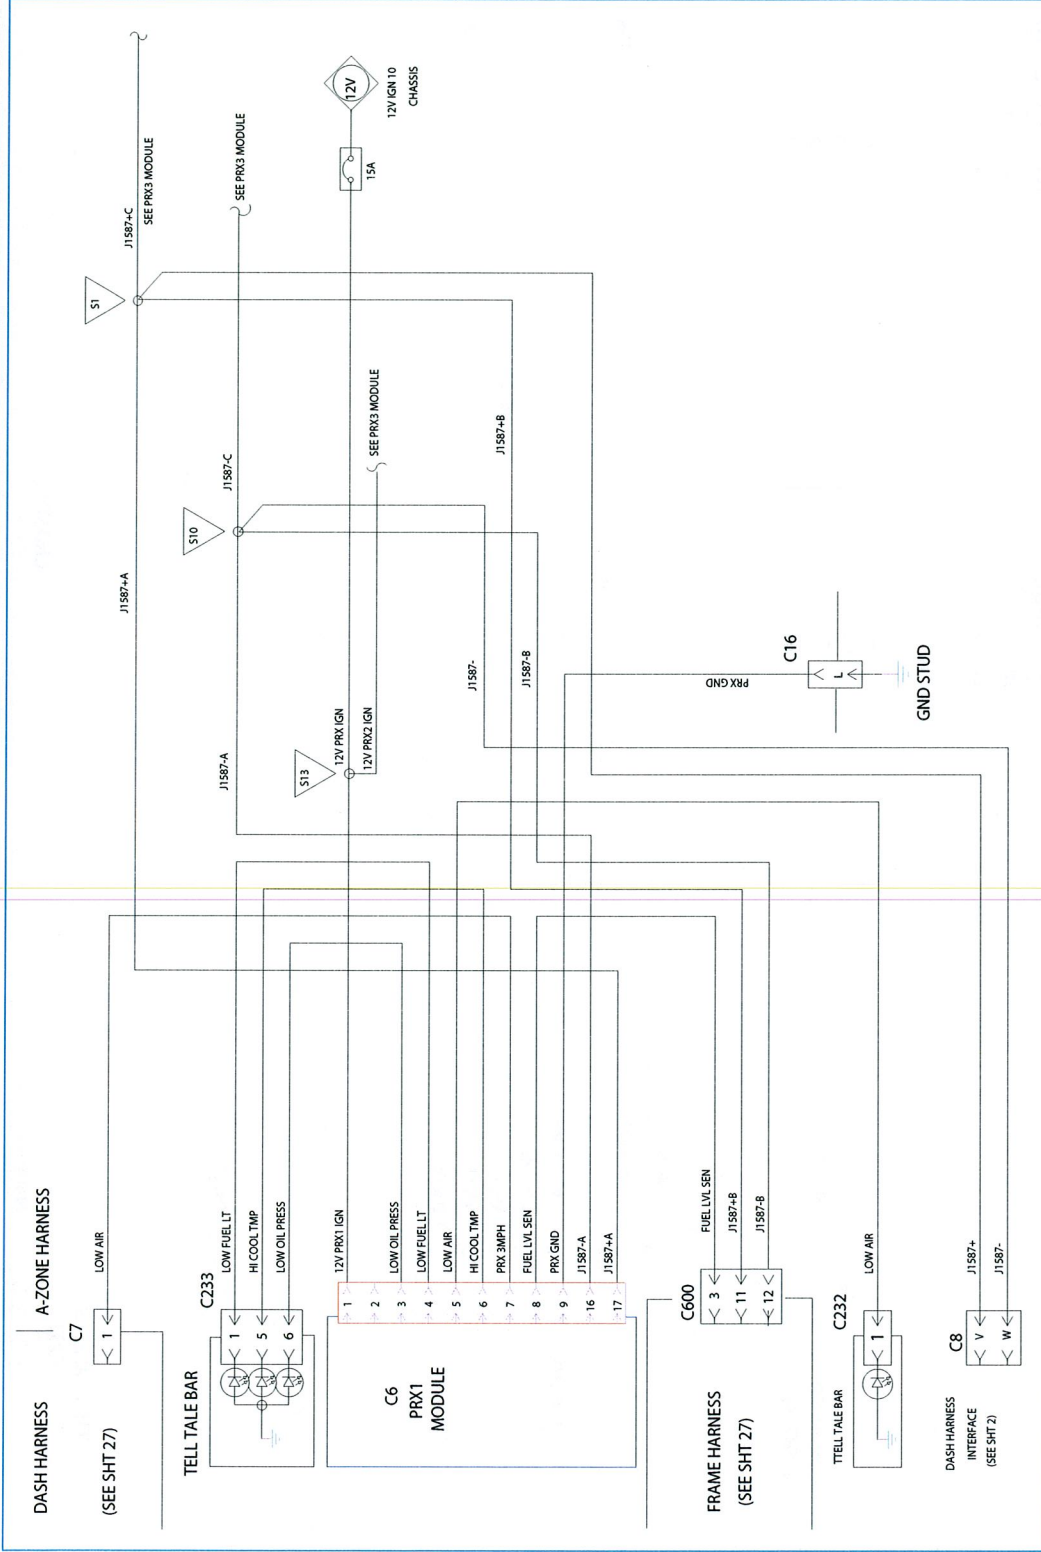 DASH HARNESS
A-ZONE HARNESS
(SEE SHT 27)
C7
1
LOW AIR
J1587+A
S1
J1587+C
SEE PRX3 MODULE
TELL TALE BAR
C233
1
5
6
LOW FUEL LT
HI COOL TMP
LOW OIL PRESS
J1587-A
S10
J1587-C
SEE PRX3 MODULE
S13
12V PRX IGN
12V PRX2 IGN
SEE PRX3 MODULE
15A
12V
12V IGN 10
CHASSIS
C6
PRX1
MODULE
1
2
3
4
5
6
7
8
9
16
17
12V PRX1 IGN
LOW OIL PRESS
LOW FUEL LT
LOW AIR
HI COOL TMP
PRX 3MPH
FUEL LVL SEN
PRX GND
J1587-A
J1587+A
J1587-
J1587+B
J1587-B
FRAME HARNESS
(SEE SHT 27)
C600
3
11
12
FUEL LVL SEN
J1587+B
J1587-B
PRX GND
C16
L
GND STUD
TTELL TALE BAR
C232
1
LOW AIR
DASH HARNESS
INTERFACE
(SEE SHT 2)
C8
V
W
J1587+
J1587-